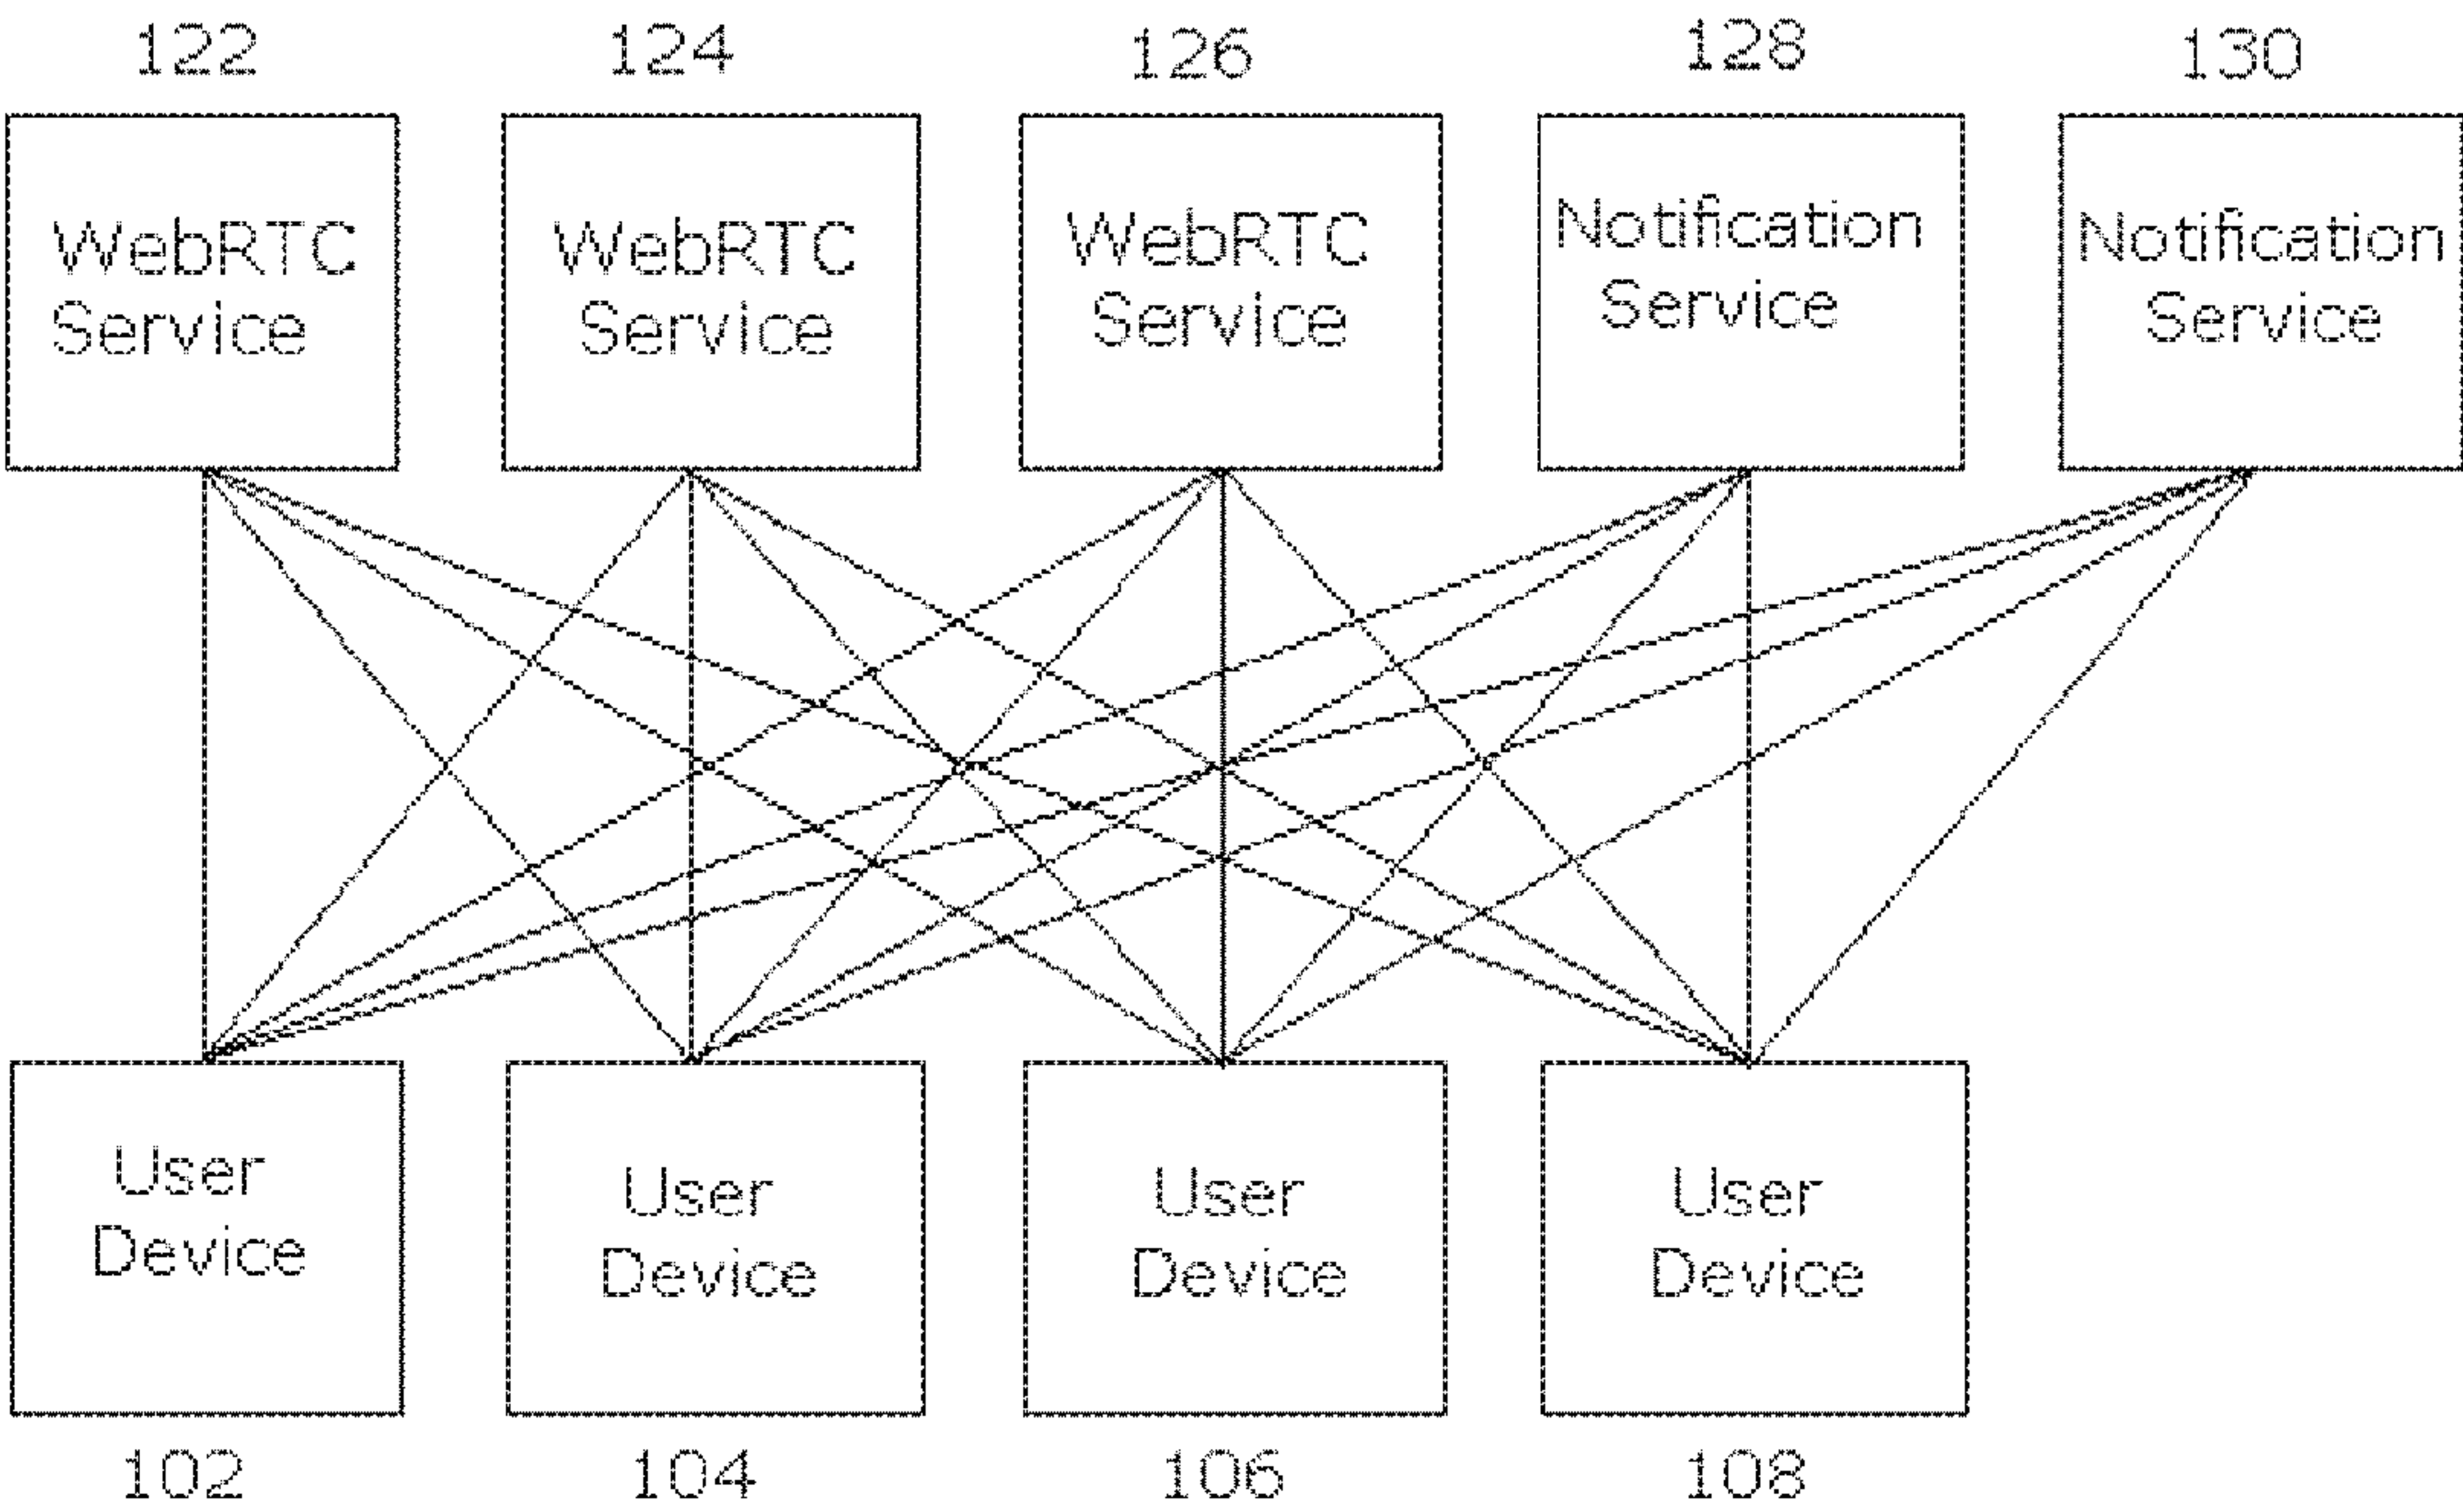 122
124
126
128
130
WebRTC
Service
WebRTC
Service
WebRTC
Service
Notification
Service
Notification
Service
User
Device
User
Device
User
Device
User
Device
102
104
106
108